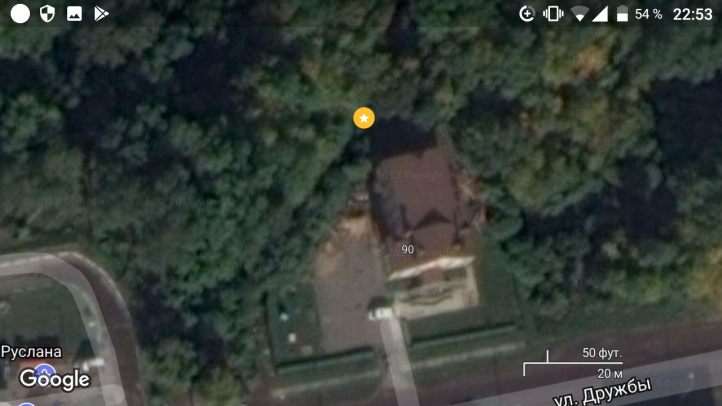 54 % 22:53
90
Руслана
Google
50 фут.
20 м
ул. Дружбы